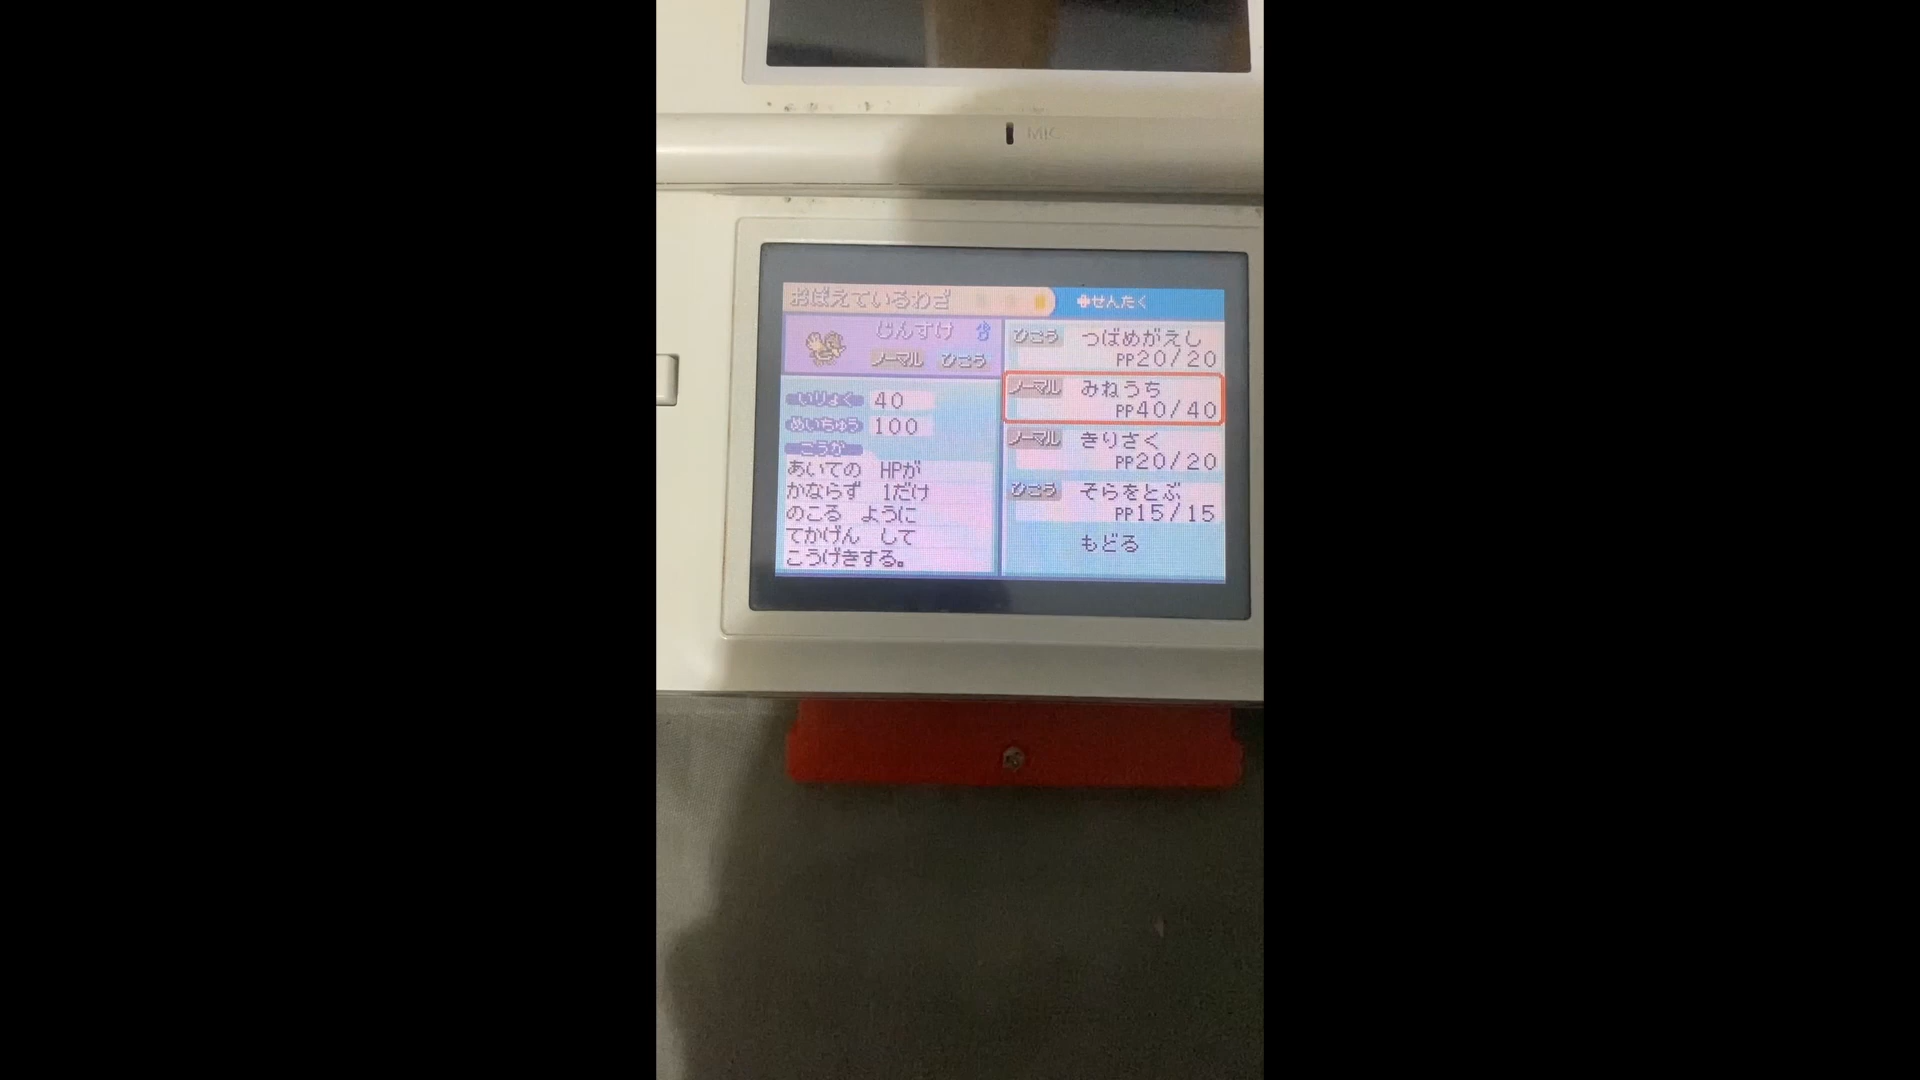 MIC
おぼえているわざ
せんたく
じんすけ ♂
ノーマル ひこう
いりょく 40
めいちゅう 100
こうか
あいての HPが
かならず 1だけ
のこる ように
てかげん して
こうげきする。
ひこう つばめがえし
PP20/20
ノーマル みねうち
PP40/40
ノーマル きりさく
PP20/20
ひこう そらをとぶ
PP15/15
もどる